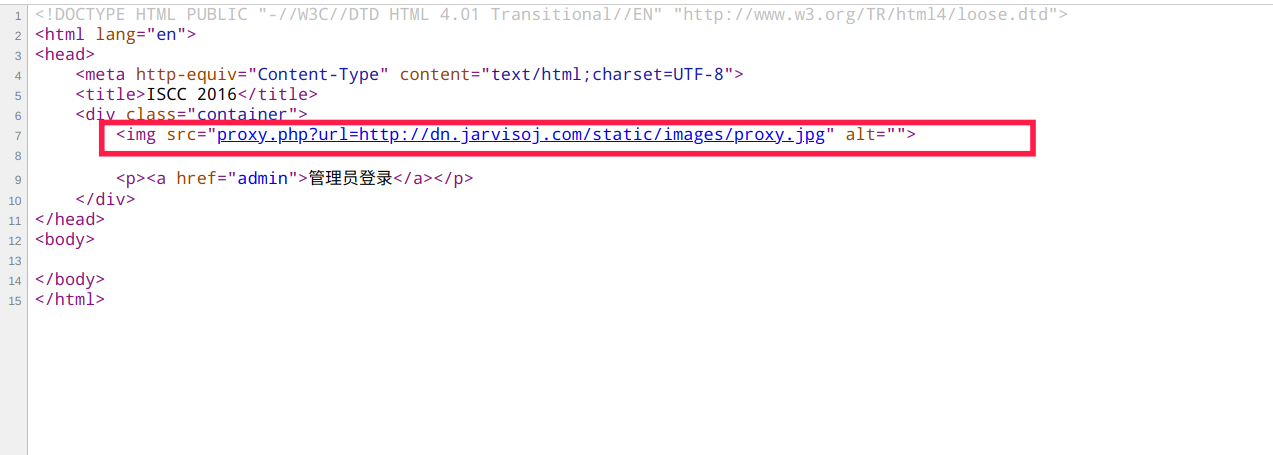 1 <!DOCTYPE HTML PUBLIC "-//W3C//DTD HTML 4.01 Transitional//EN" "http://www.w3.org/TR/html4/loose.dtd">
2 <html lang="en">
3 <head>
4 <meta http-equiv="Content-Type" content="text/html;charset=UTF-8">
5 <title>ISCC 2016</title>
6 <div class="container">
7 <img src="proxy.php?url=http://dn.jarvisoj.com/static/images/proxy.jpg" alt="">
8
9 <p><a href="admin">管理员登录</a></p>
10 </div>
11 </head>
12 <body>
13
14 </body>
15 </html>